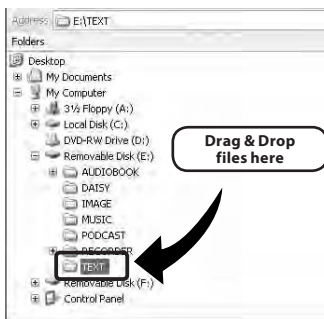 Address E:\TEXT
Folders
Desktop
My Documents
My Computer
3½ Floppy (A:)
Local Disk (C:)
DVD-RW Drive (D:)
Removable Disk (E:)
AUDIOBOOK
DAISY
IMAGE
MUSIC
PODCAST
RECORDER
TEXT
Removable Disk (F:)
Control Panel
Drag & Drop
files here